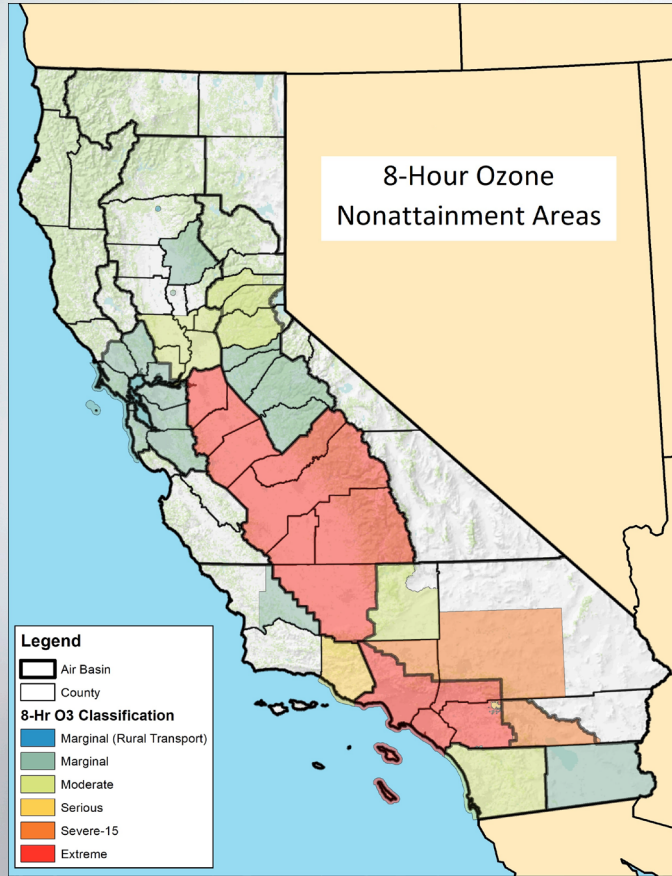 8-Hour Ozone
Nonattainment Areas
Legend
Air Basin
County
8-Hr O3 Classification
Marginal (Rural Transport)
Marginal
Moderate
Serious
Severe-15
Extreme